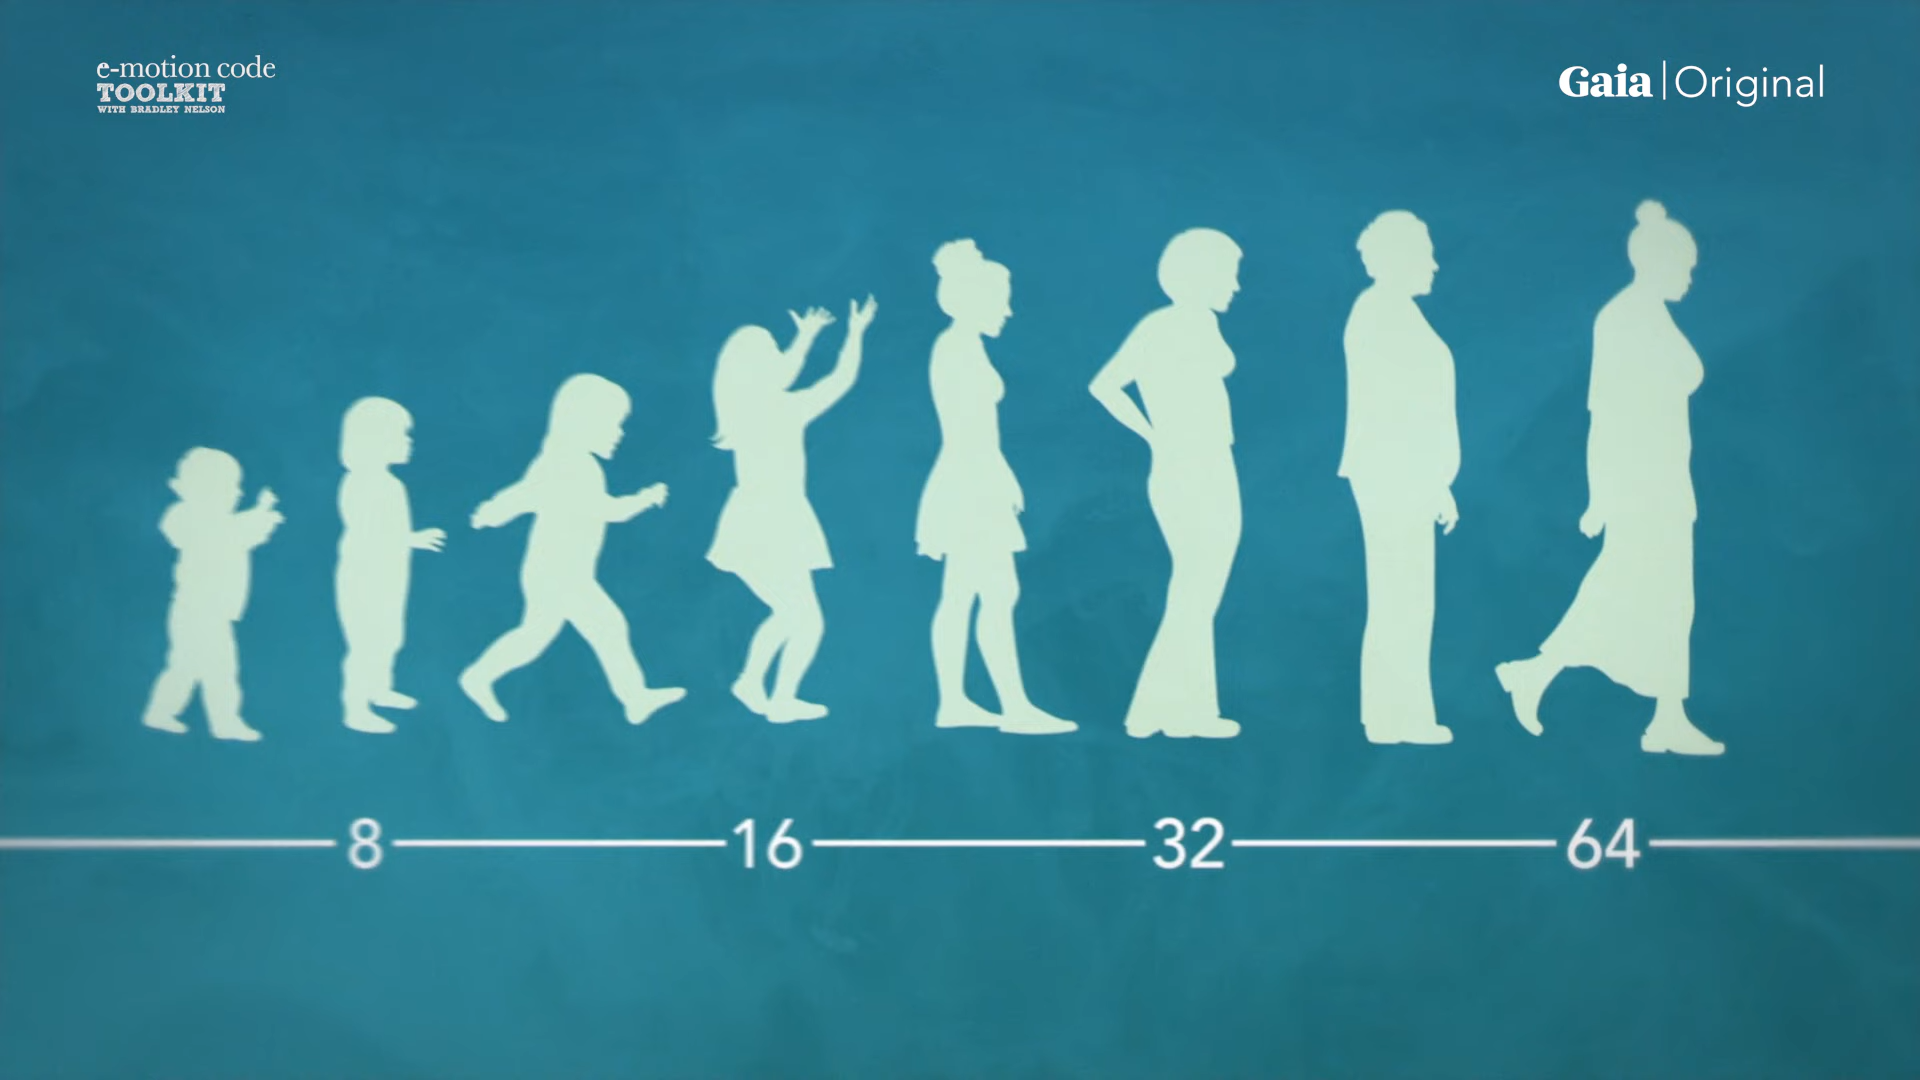 e-motion code
TOOLKIT
WITH BRADLEY NELSON
Gaia | Original
8 16 32 64